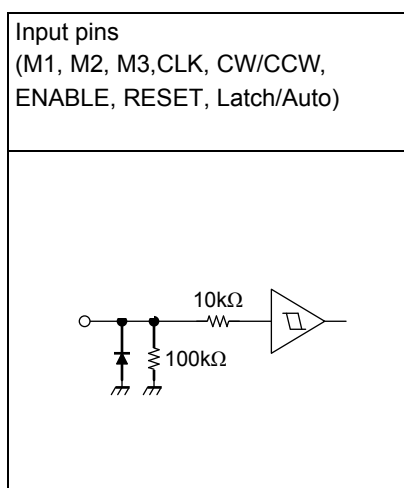 Input pins
(M1, M2, M3,CLK, CW/CCW,
ENABLE, RESET, Latch/Auto)
10kΩ
100kΩ